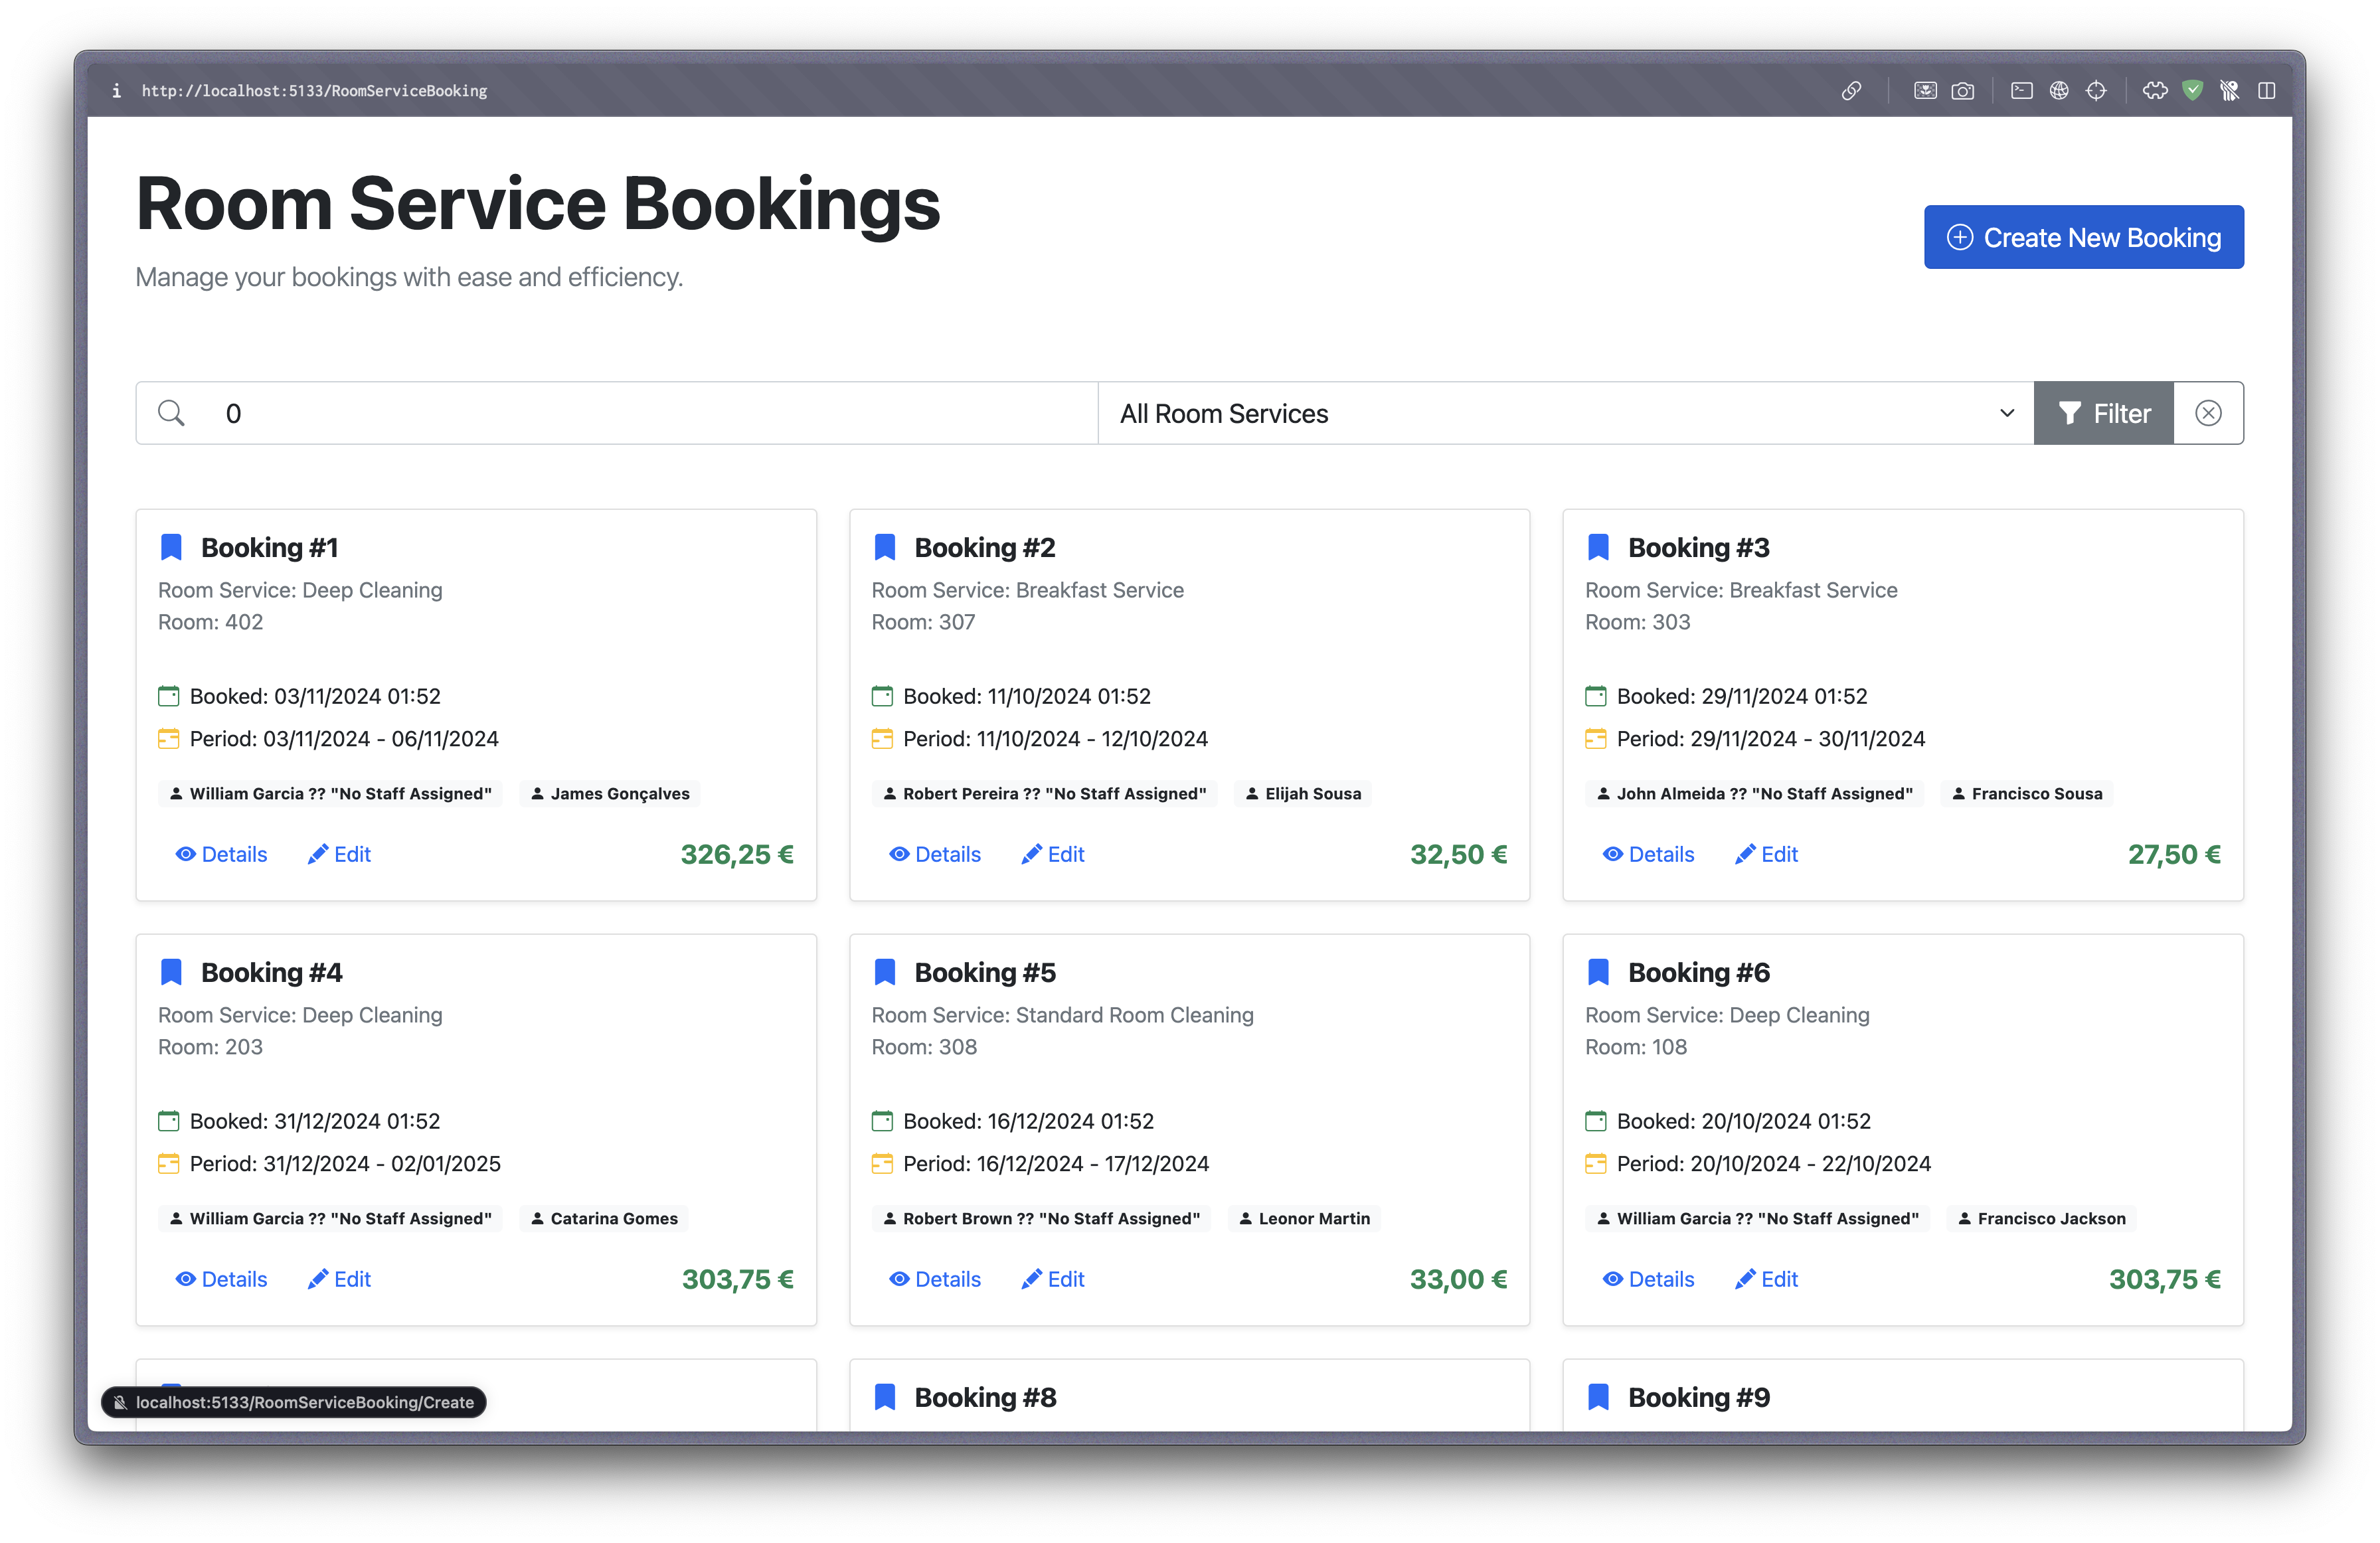 i http://localhost:5133/RoomServiceBooking
Room Service Bookings
Manage your bookings with ease and efficiency.
Create New Booking
0 All Room Services Filter
Booking #1
Room Service: Deep Cleaning
Room: 402
Booked: 03/11/2024 01:52
Period: 03/11/2024 - 06/11/2024
William Garcia ?? "No Staff Assigned" James Gonçalves
Details Edit 326,25 €
Booking #2
Room Service: Breakfast Service
Room: 307
Booked: 11/10/2024 01:52
Period: 11/10/2024 - 12/10/2024
Robert Pereira ?? "No Staff Assigned" Elijah Sousa
Details Edit 32,50 €
Booking #3
Room Service: Breakfast Service
Room: 303
Booked: 29/11/2024 01:52
Period: 29/11/2024 - 30/11/2024
John Almeida ?? "No Staff Assigned" Francisco Sousa
Details Edit 27,50 €
Booking #4
Room Service: Deep Cleaning
Room: 203
Booked: 31/12/2024 01:52
Period: 31/12/2024 - 02/01/2025
William Garcia ?? "No Staff Assigned" Catarina Gomes
Details Edit 303,75 €
Booking #5
Room Service: Standard Room Cleaning
Room: 308
Booked: 16/12/2024 01:52
Period: 16/12/2024 - 17/12/2024
Robert Brown ?? "No Staff Assigned" Leonor Martin
Details Edit 33,00 €
Booking #6
Room Service: Deep Cleaning
Room: 108
Booked: 20/10/2024 01:52
Period: 20/10/2024 - 22/10/2024
William Garcia ?? "No Staff Assigned" Francisco Jackson
Details Edit 303,75 €
Booking #8
Booking #9
localhost:5133/RoomServiceBooking/Create